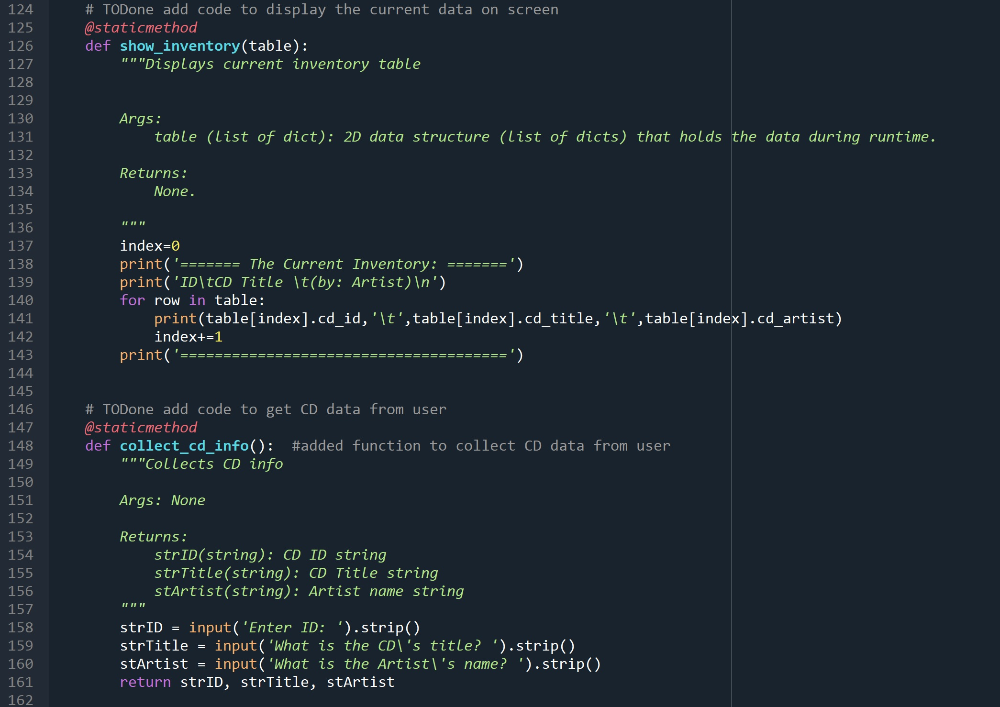 124 # TODone add code to display the current data on screen
125 @staticmethod
126 def show_inventory(table):
127 """Displays current inventory table
128
129
130 Args:
131 table (list of dict): 2D data structure (list of dicts) that holds the data during runtime.
132
133 Returns:
134 None.
135
136 """
137 index=0
138 print('======= The Current Inventory: =======')
139 print('ID\tCD Title \t(by: Artist)\n')
140 for row in table:
141 print(table[index].cd_id,'\t',table[index].cd_title,'\t',table[index].cd_artist)
142 index+=1
143 print('======================================')
144
145
146 # TODone add code to get CD data from user
147 @staticmethod
148 def collect_cd_info():  #added function to collect CD data from user
149 """Collects CD info
150
151 Args: None
152
153 Returns:
154 strID(string): CD ID string
155 strTitle(string): CD Title string
156 stArtist(string): Artist name string
157 """
158 strID = input('Enter ID: ').strip()
159 strTitle = input('What is the CD\'s title? ').strip()
160 stArtist = input('What is the Artist\'s name? ').strip()
161 return strID, strTitle, stArtist
162